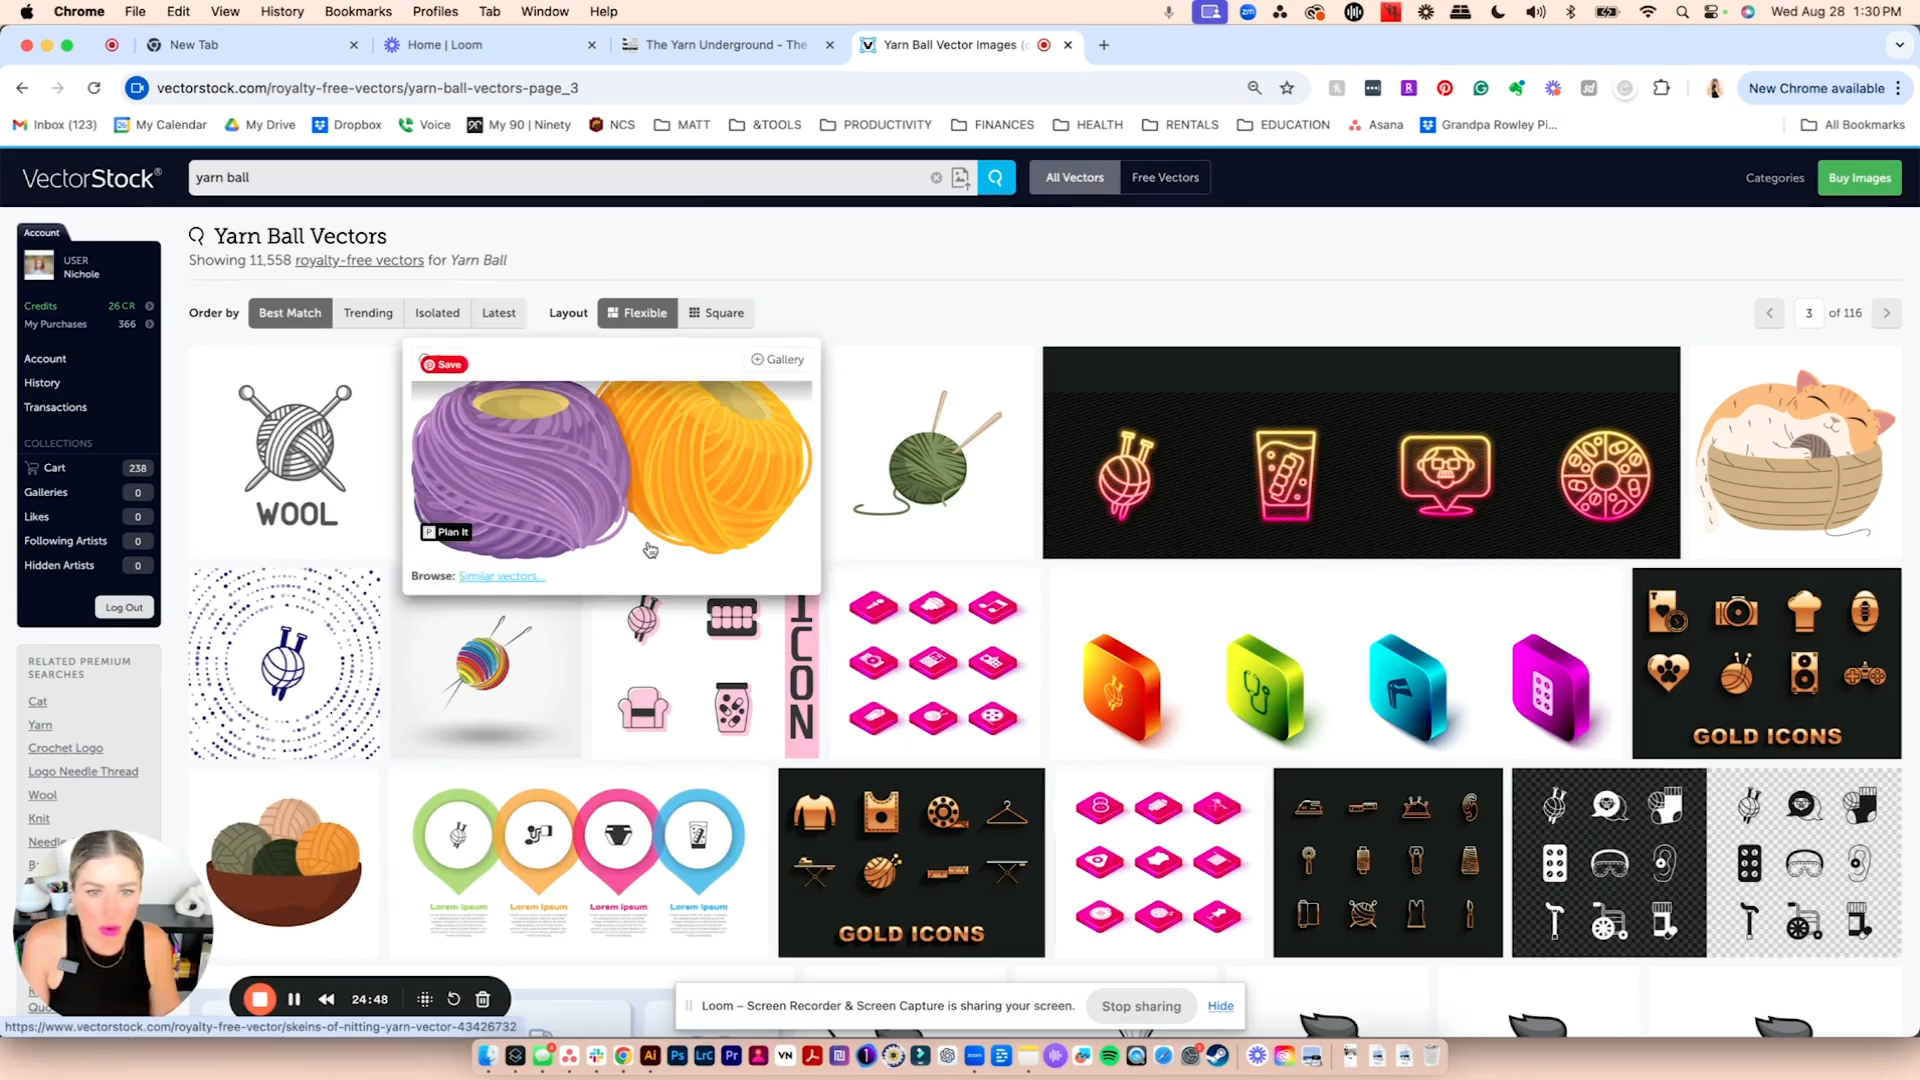 Chrome File Edit View History Bookmarks Profiles Tab Window Help Wed Aug 28 1:30 PM
New Tab Home | Loom The Yarn Underground - The Yarn Ball Vector Images (
vectorstock.com/royalty-free-vectors/yarn-ball-vectors-page_3 New Chrome available
Inbox (123) My Calendar My Drive Dropbox Voice My 90 | Ninety NCS MATT &TOOLS PRODUCTIVITY FINANCES HEALTH RENTALS EDUCATION Asana Grandpa Rowley Pi... All Bookmarks
VectorStock® yarn ball All Vectors Free Vectors Categories Buy Images
Account
USER
Nichole
Credits 26 CR
My Purchases 366
Account
History
Transactions
COLLECTIONS
Cart 238
Galleries 0
Likes 0
Following Artists 0
Hidden Artists 0
Log Out
RELATED PREMIUM
SEARCHES
Cat
Yarn
Crochet Logo
Logo Needle Thread
Wool
Knit
Yarn Ball Vectors
Showing 11,558 royalty-free vectors for Yarn Ball
Order by Best Match Trending Isolated Latest Layout Flexible Square 3 of 116
Save Gallery
Plan It
Browse: Similar vectors...
WOOL
ICON
GOLD ICONS
Lorem ipsum Lorem ipsum Lorem ipsum Lorem ipsum
GOLD ICONS
24:48
Loom – Screen Recorder & Screen Capture is sharing your screen. Stop sharing Hide
https://www.vectorstock.com/royalty-free-vector/skeins-of-nitting-yarn-vector-43426732